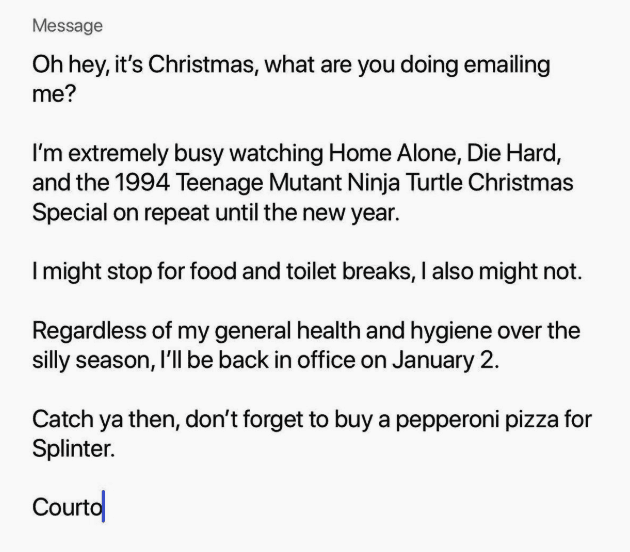 Message
Oh hey, it's Christmas, what are you doing emailing
me?
I'm extremely busy watching Home Alone, Die Hard,
and the 1994 Teenage Mutant Ninja Turtle Christmas
Special on repeat until the new year.
I might stop for food and toilet breaks, I also might not.
Regardless of my general health and hygiene over the
silly season, I'll be back in office on January 2.
Catch ya then, don't forget to buy a pepperoni pizza for
Splinter.
Courto